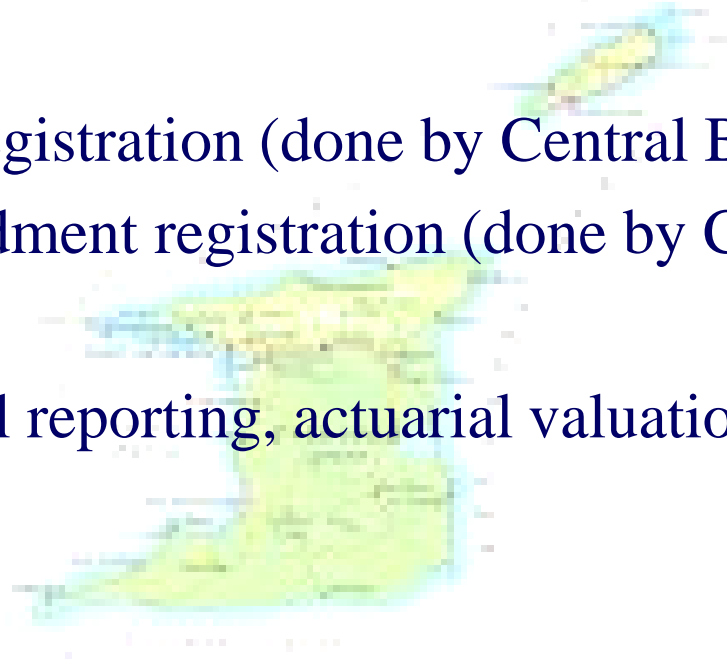 gistration (done by Central B
dment registration (done by C
l reporting, actuarial valuatio